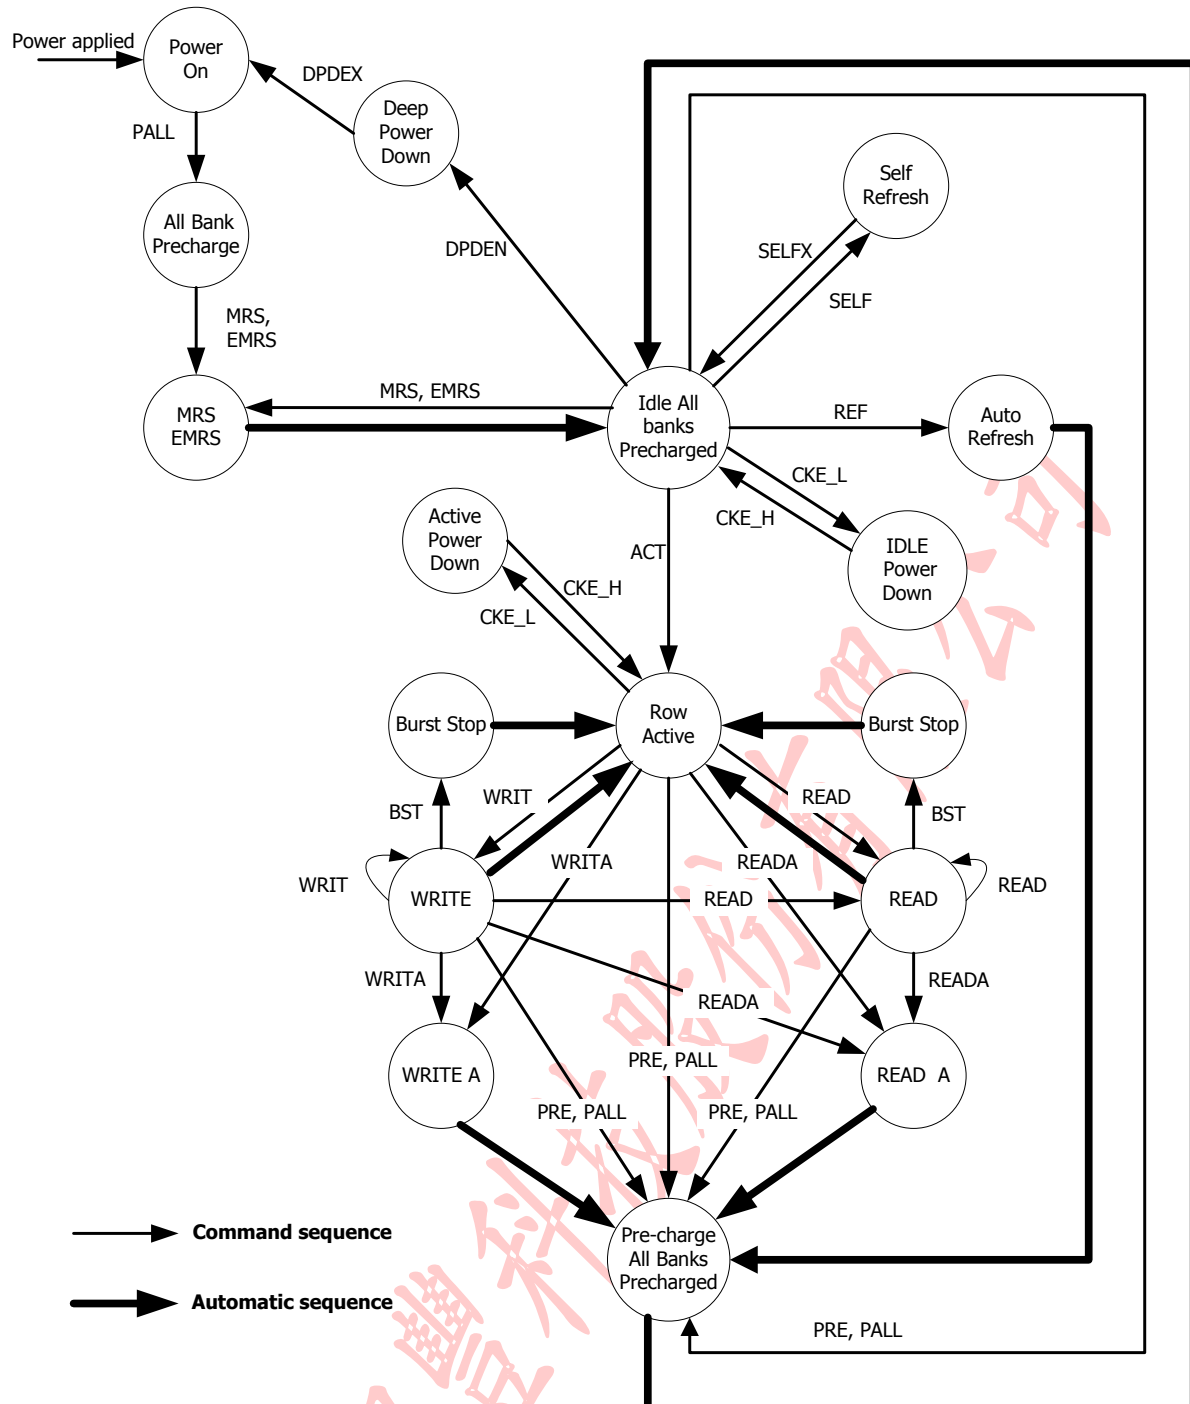 Power applied
Power
On
DPDEX
Deep
Power
Down
PALL
Self
Refresh
All Bank
Precharge
DPDEN
SELFX
SELF
MRS,
EMRS
MRS, EMRS
MRS
EMRS
Idle All
banks
Precharged
REF
Auto
Refresh
CKE_L
CKE_H
Active
Power
Down
ACT
IDLE
Power
Down
CKE_H
CKE_L
Burst Stop
Row
Active
Burst Stop
WRIT
READ
BST
BST
WRITA
READA
WRIT
READ
WRITE
READ
READ
WRITA
READA
READA
PRE, PALL
WRITE A
READ A
PRE, PALL
PRE, PALL
Pre-charge
All Banks
Precharged
Command sequence
Automatic sequence
PRE, PALL